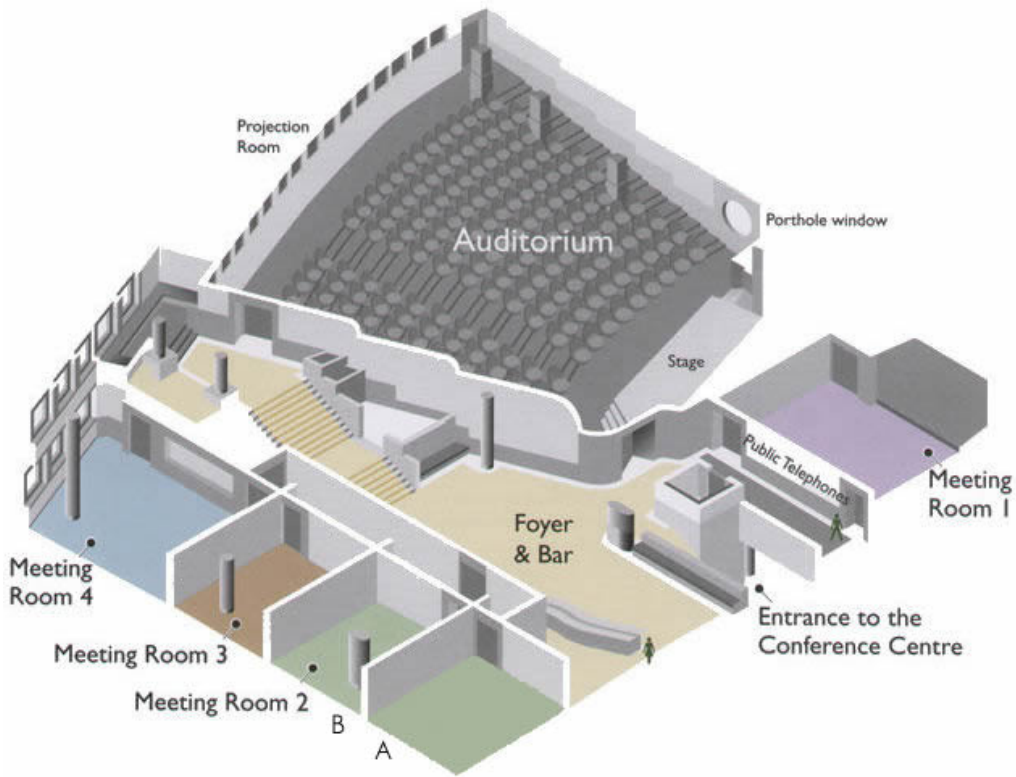 Projection
Room
Auditorium
Porthole window
Stage
Public Telephones
Meeting
Room 1
Foyer
& Bar
Entrance to the
Conference Centre
Meeting
Room 4
Meeting Room 3
Meeting Room 2
B
A